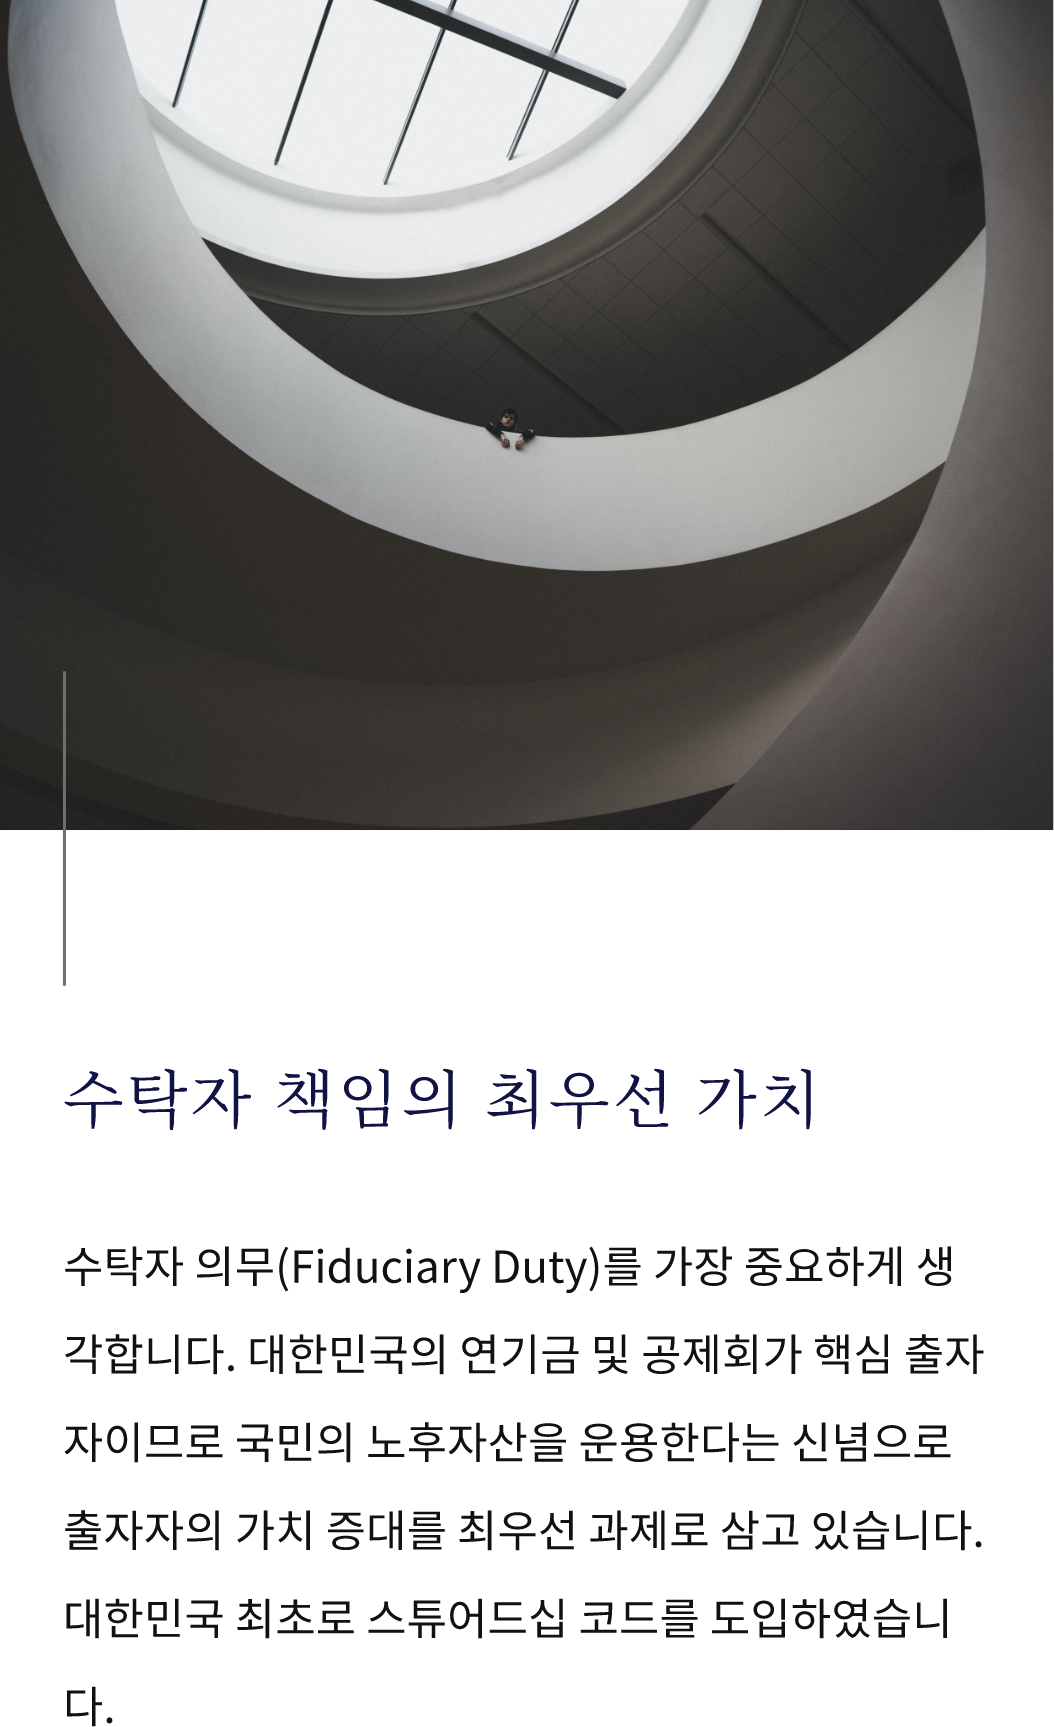 수탁자 책임의 최우선 가치
수탁자 의무(Fiduciary Duty)를 가장 중요하게 생
각합니다. 대한민국의 연기금 및 공제회가 핵심 출자
자이므로 국민의 노후자산을 운용한다는 신념으로
출자자의 가치 증대를 최우선 과제로 삼고 있습니다.
대한민국 최초로 스튜어드십 코드를 도입하였습니
다.